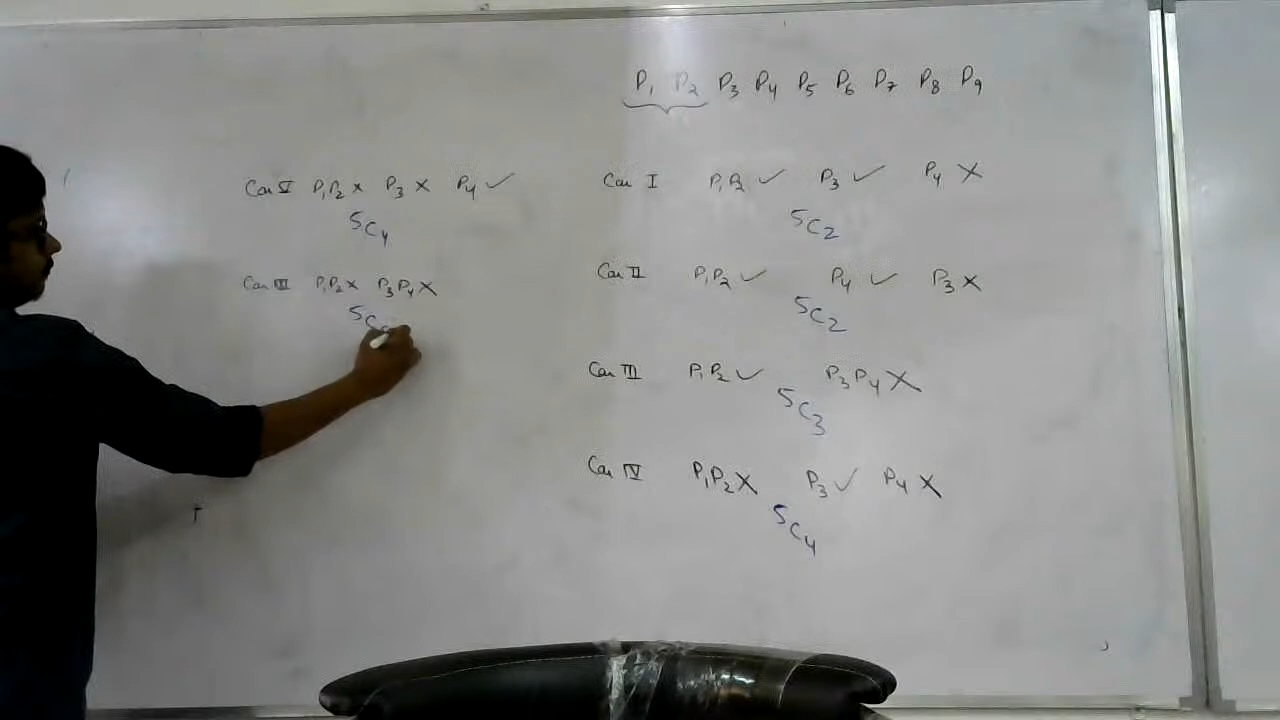 P₁ P₂ P₃ P₄ P₅ P₆ P₇ P₈ P₉
Case I P₁P₂ ✓ P₃ ✓ P₄ ✗
⁵C₂
Case II P₁P₂ ✓ P₄ ✓ P₃ ✗
⁵C₂
Case III P₁P₂ ✓ P₃P₄ ✗
⁵C₃
Case IV P₁P₂ ✗ P₃ ✓ P₄ ✗
⁵C₄
Case V P₁P₂ ✗ P₃ ✗ P₄ ✓
⁵C₄
P₁P₂ ✗ P₃P₄ ✗
⁵C